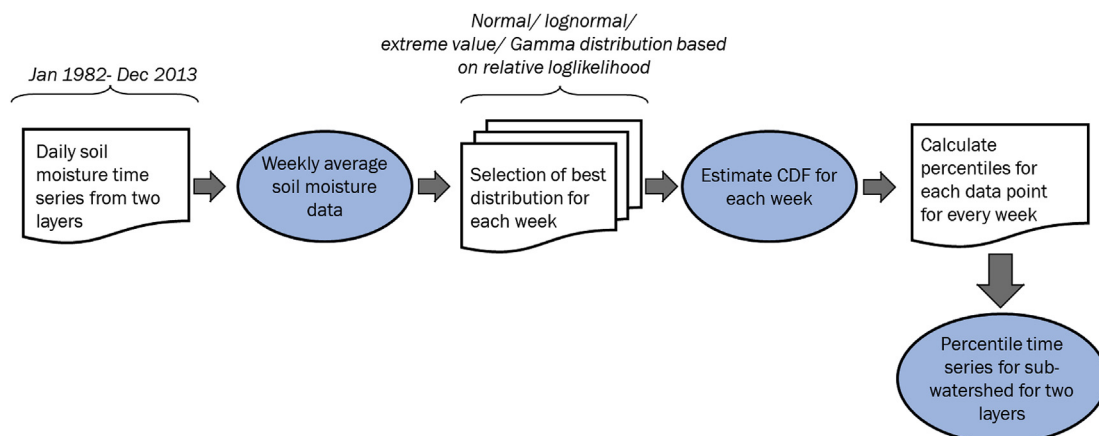 Jan 1982- Dec 2013
Normal/ lognormal/
extreme value/ Gamma distribution based
on relative loglikelihood
Daily soil
moisture time
series from two
layers
Weekly average
soil moisture
data
Selection of best
distribution for
each week
Estimate CDF for
each week
Calculate
percentiles for
each data point
for every week
Percentile time
series for sub-
watershed for two
layers